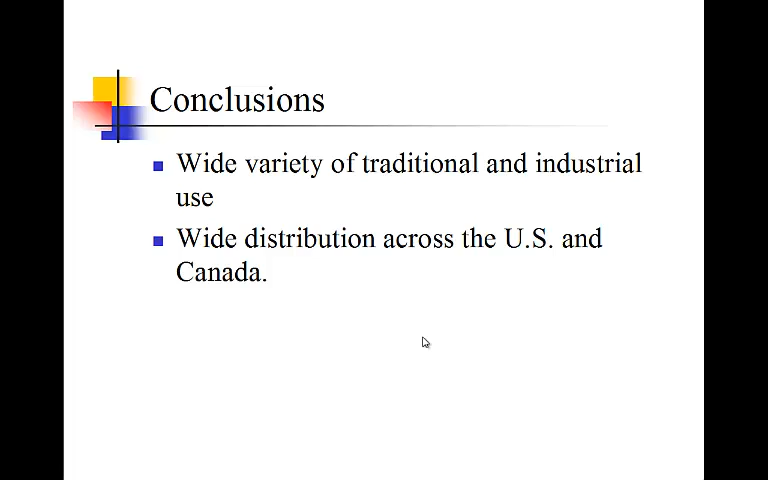 Conclusions
Wide variety of traditional and industrial
use
Wide distribution across the U.S. and
Canada.